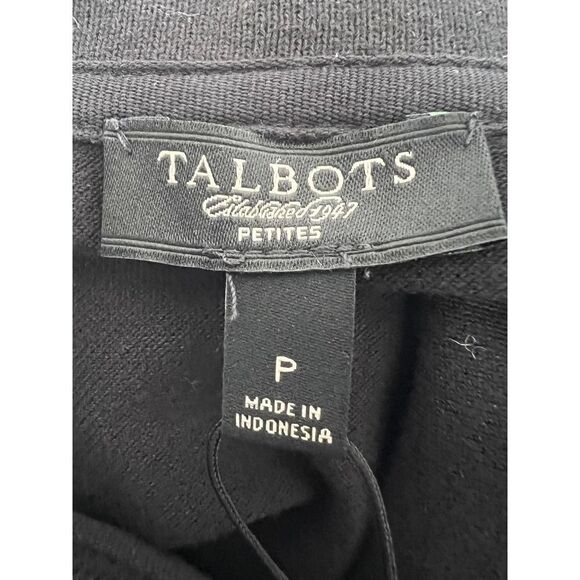 TALBOTS
Established 1947
PETITES
P
MADE IN
INDONESIA